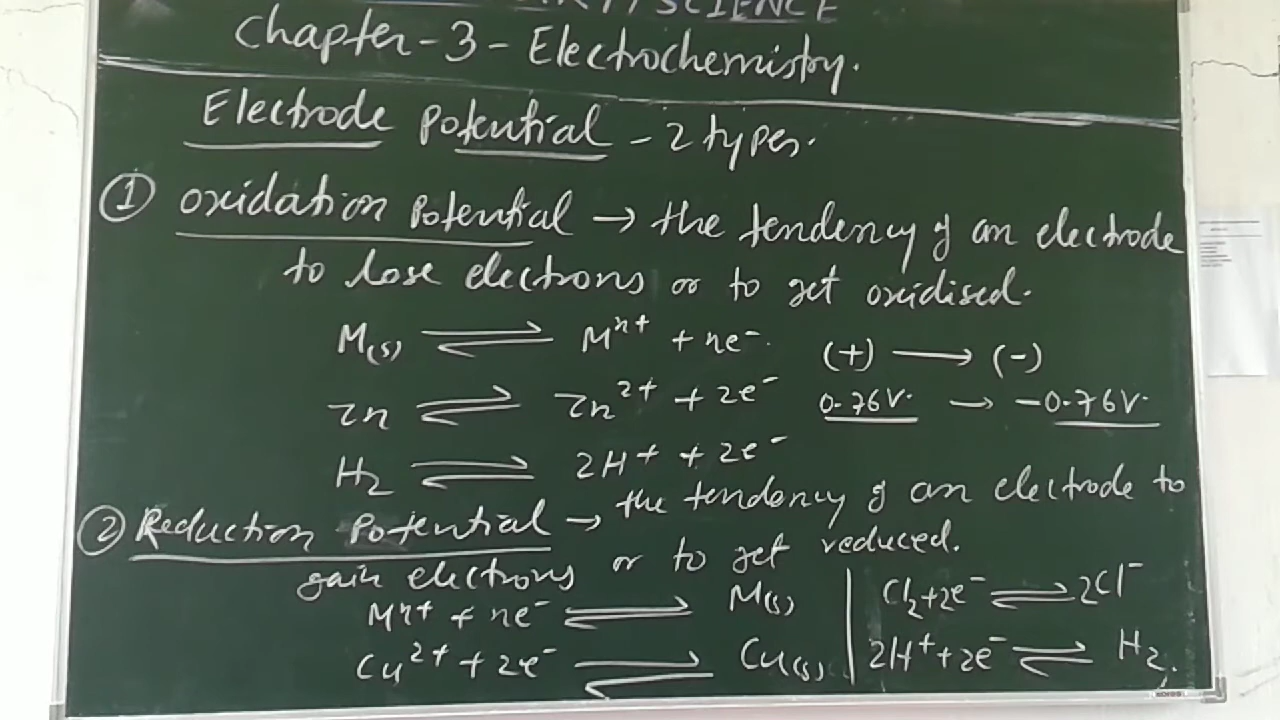 SCIENCE
Chapter-3-Electrochemistry.
Electrode Potential - 2 types.
① Oxidation Potential → the tendency of an electrode
to lose electrons or to get oxidised.
M(s) ⇌ Mⁿ⁺ + ne⁻. (+) ⟶ (-)
Zn ⇌ Zn²⁺ + 2e⁻ 0.76V. → -0.76V.
H₂ ⇌ 2H⁺ + 2e⁻
② Reduction Potential → the tendency of an electrode to
gain electrons or to get reduced.
Mⁿ⁺ + ne⁻ ⇌ M(s) | Cl₂+2e⁻ ⇌ 2Cl⁻
Cu²⁺ + 2e⁻ ⇌ Cu(s) | 2H⁺+2e⁻ ⇌ H₂.